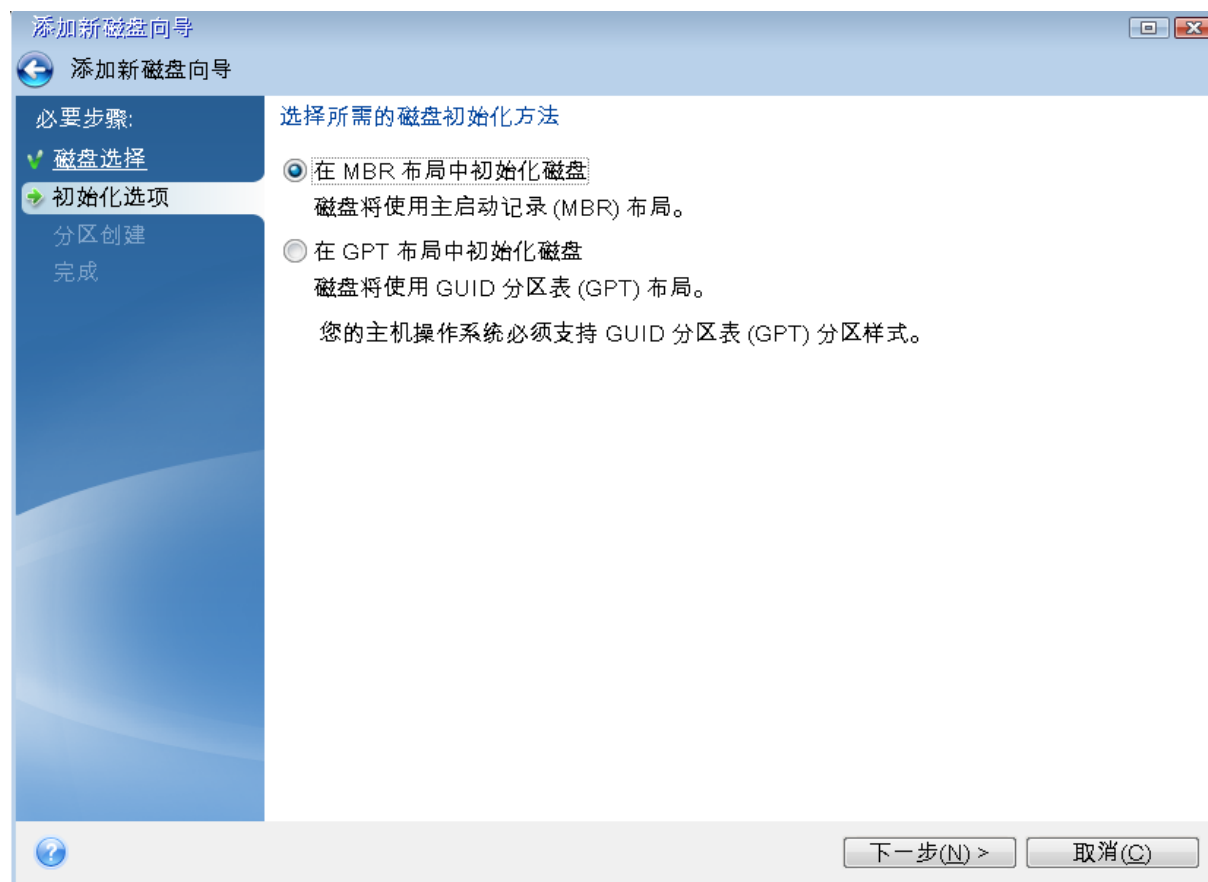 添加新磁盘向导
添加新磁盘向导
必要步骤:
磁盘选择
初始化选项
分区创建
完成
选择所需的磁盘初始化方法
在 MBR 布局中初始化磁盘
磁盘将使用主启动记录 (MBR) 布局。
在 GPT 布局中初始化磁盘
磁盘将使用 GUID 分区表 (GPT) 布局。
您的主机操作系统必须支持 GUID 分区表 (GPT) 分区样式。
下一步(N) >
取消(C)